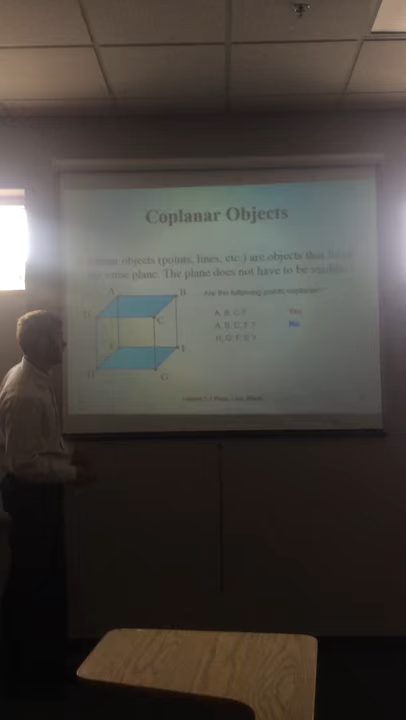 Coplanar Objects
objects (points, lines, etc.) are objects that lie
same plane. The plane does not have to be visible.
A B
Are the following points coplanar?
D C
A, B, C ? Yes
A, B, C, F ? No
H, G, F, E ?
E F
H G